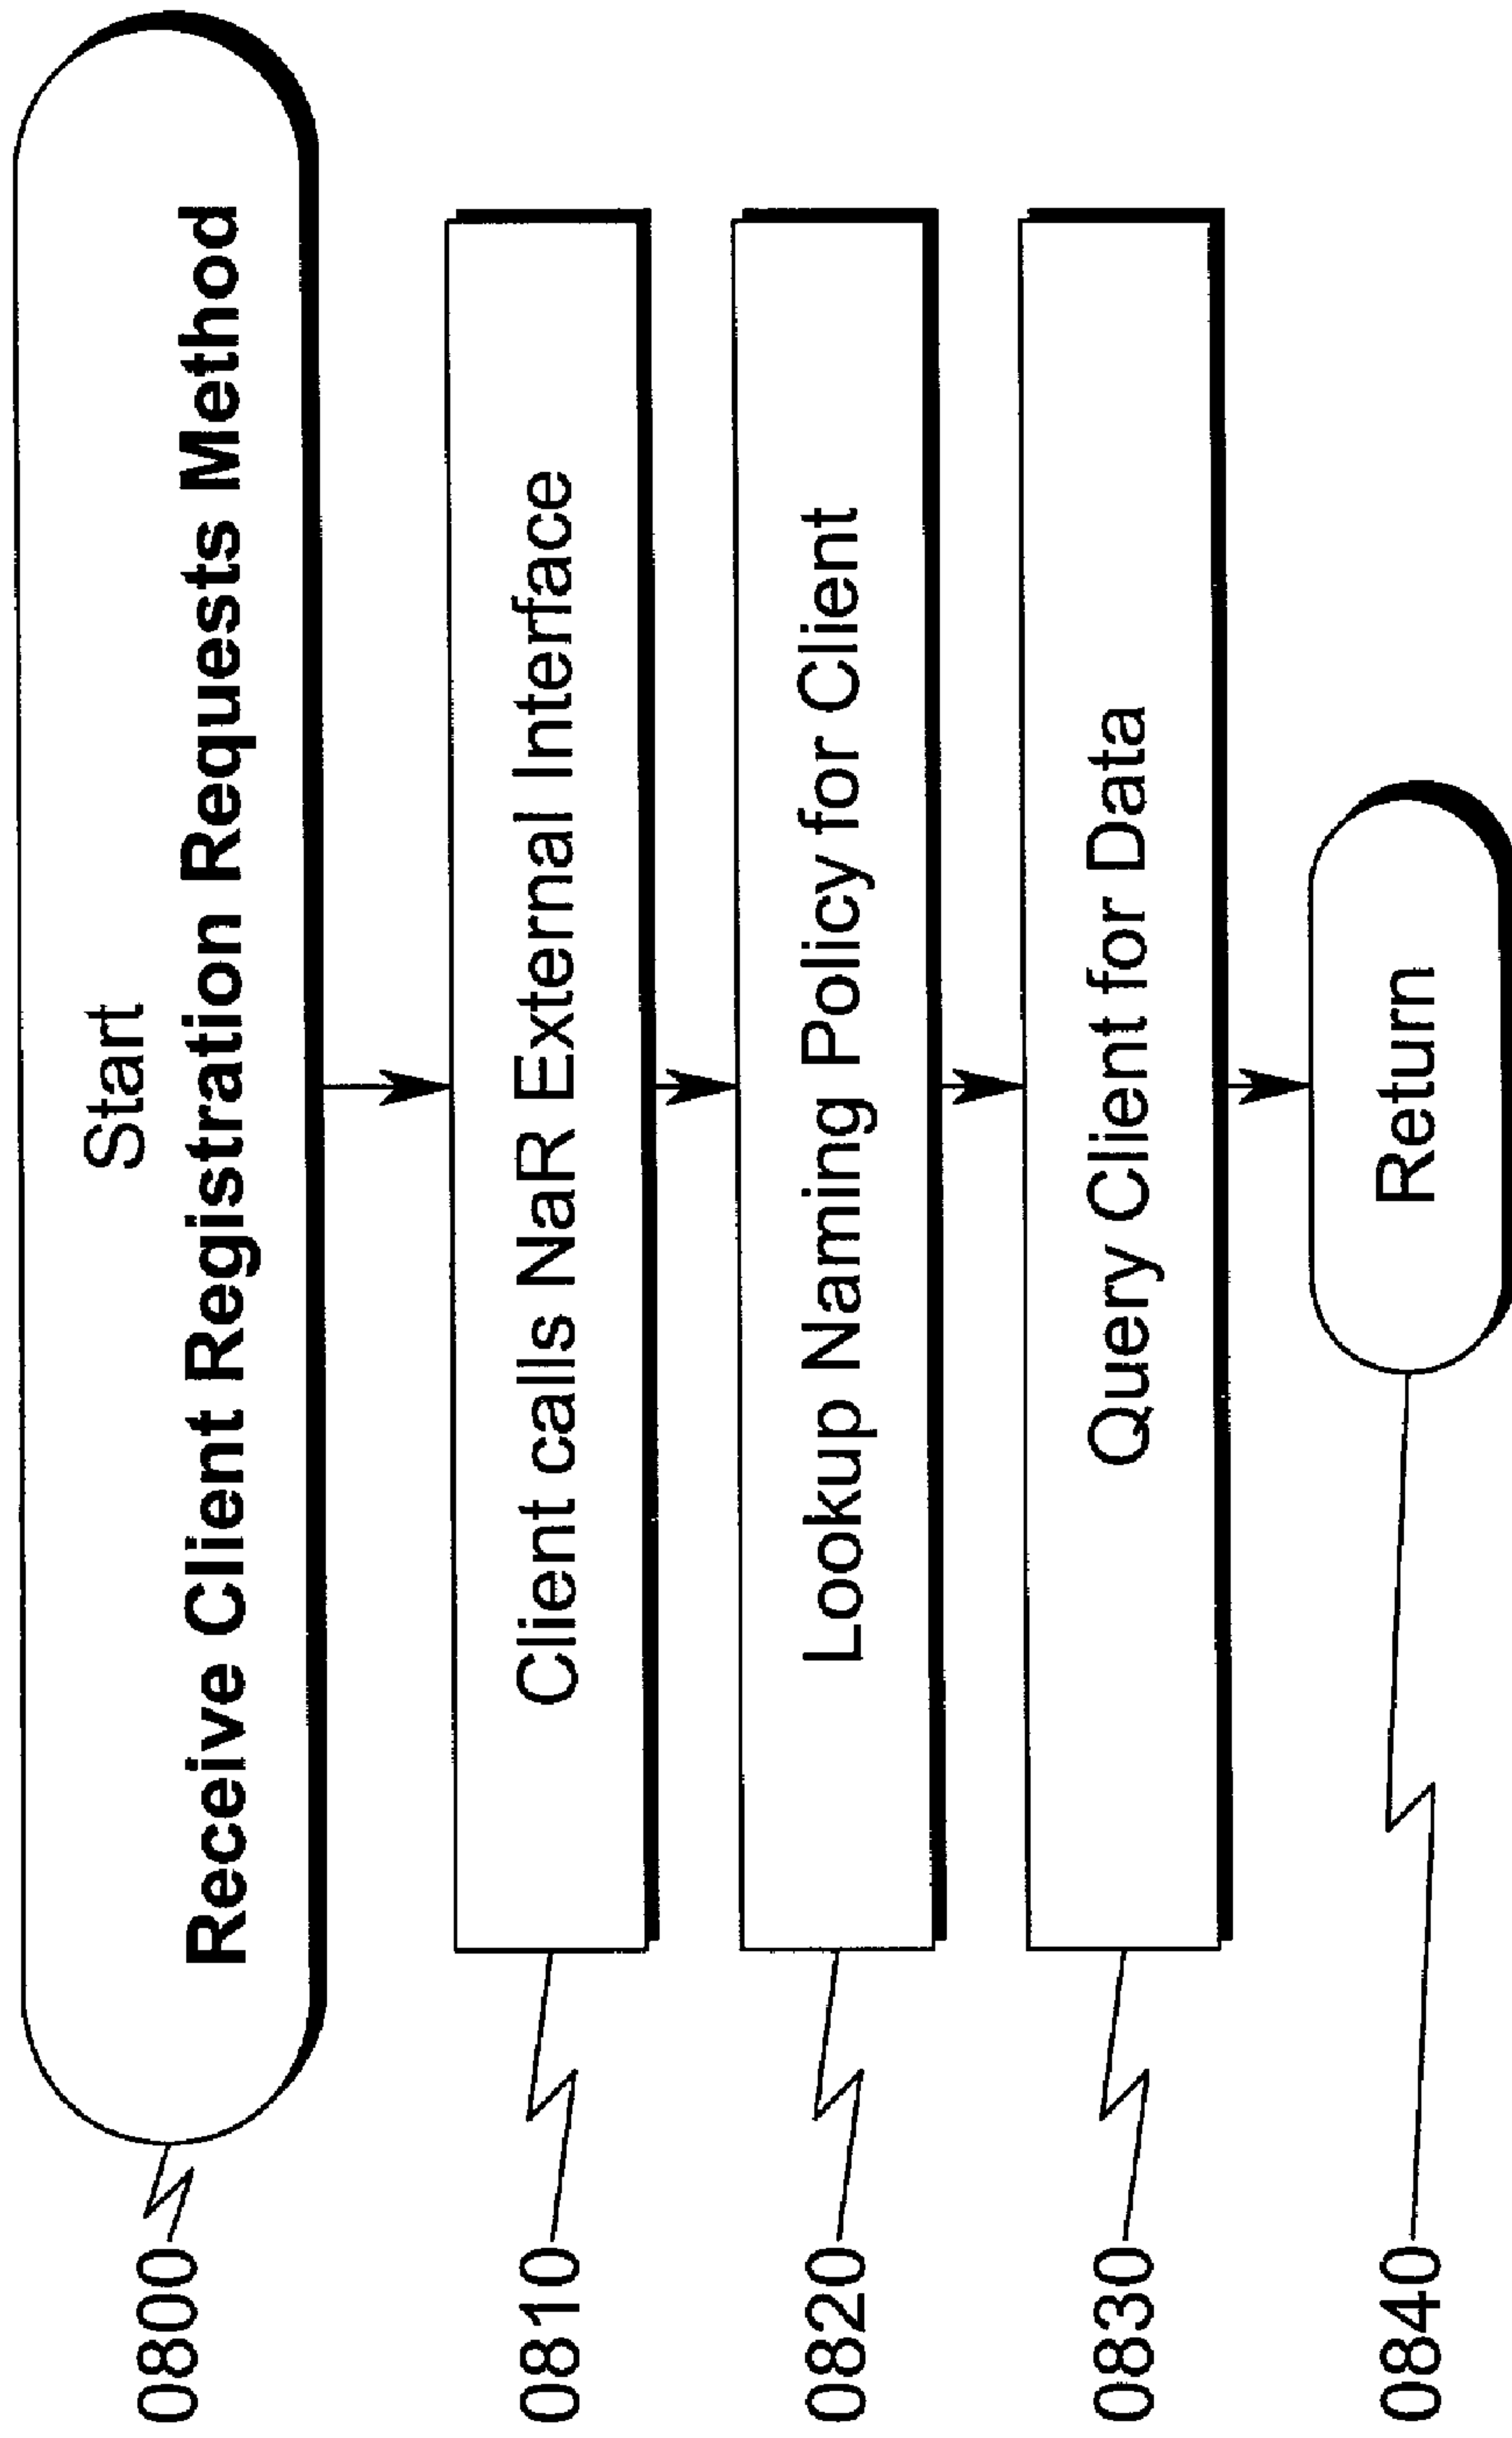 0800
Start
Receive Client Registration Requests Method
0810
Client calls NaR External Interface
0820
Lookup Naming Policy for Client
0830
Query Client for Data
0840
Return